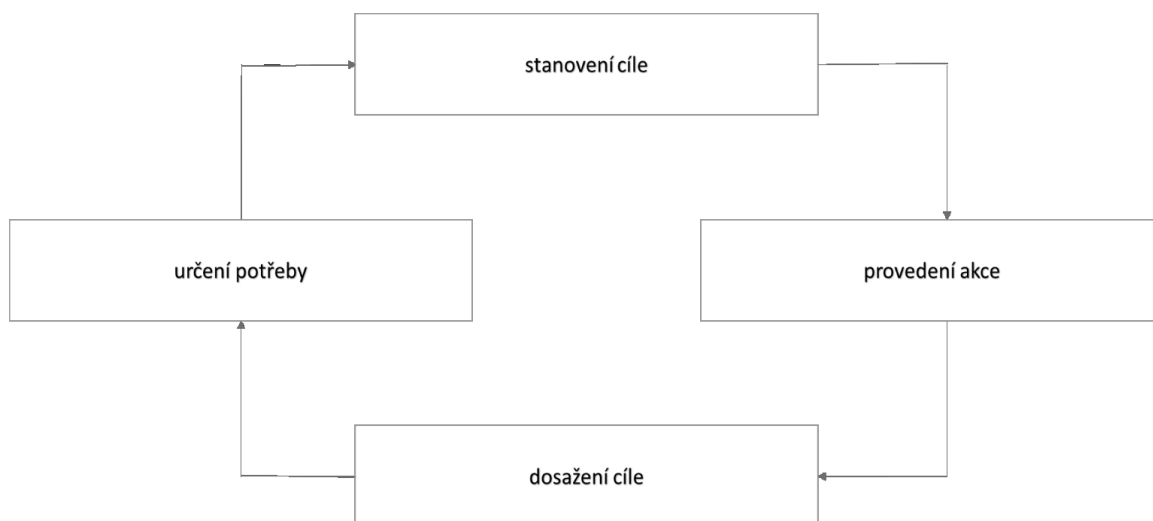 stanovení cíle
určení potřeby
provedení akce
dosažení cíle